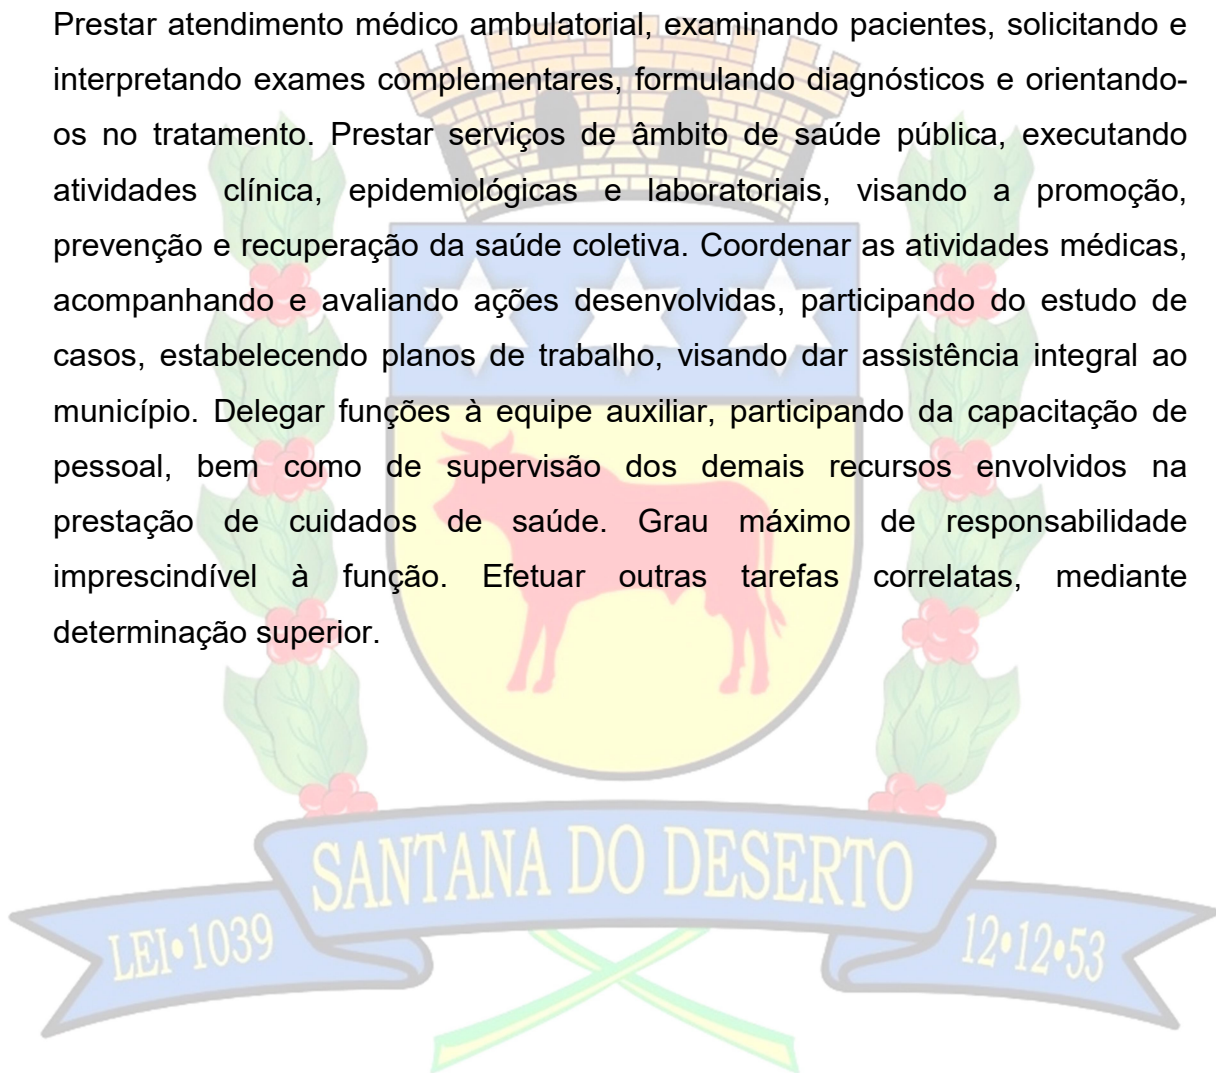 Prestar atendimento médico ambulatorial, examinando pacientes, solicitando e
interpretando exames complementares, formulando diagnósticos e orientando-
os no tratamento. Prestar serviços de âmbito de saúde pública, executando
atividades clínica, epidemiológicas e laboratoriais, visando a promoção,
prevenção e recuperação da saúde coletiva. Coordenar as atividades médicas,
acompanhando e avaliando ações desenvolvidas, participando do estudo de
casos, estabelecendo planos de trabalho, visando dar assistência integral ao
município. Delegar funções à equipe auxiliar, participando da capacitação de
pessoal, bem como de supervisão dos demais recursos envolvidos na
prestação de cuidados de saúde. Grau máximo de responsabilidade
imprescindível à função. Efetuar outras tarefas correlatas, mediante
determinação superior.
SANTANA DO DESERTO
LEI•1039
12•12•53